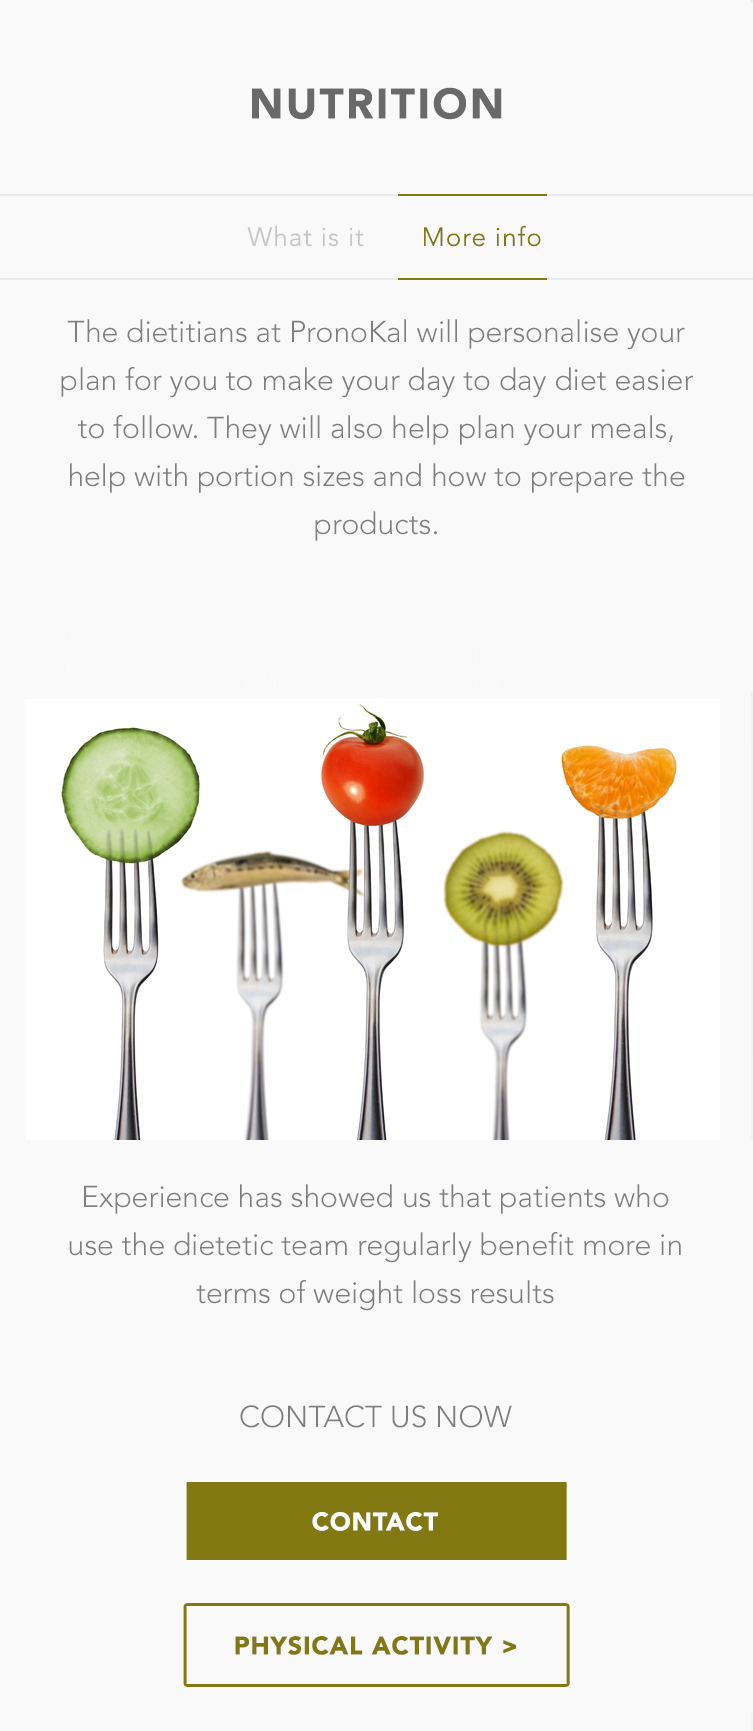 NUTRITION
What is it
More info
The dietitians at PronoKal will personalise your
plan for you to make your day to day diet easier
to follow. They will also help plan your meals,
help with portion sizes and how to prepare the
products.
Experience has showed us that patients who
use the dietetic team regularly benefit more in
terms of weight loss results
CONTACT US NOW
CONTACT
PHYSICAL ACTIVITY >